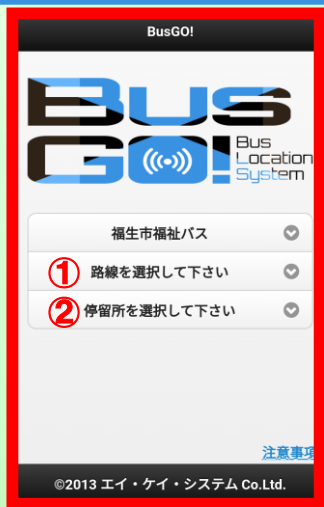 BusGO!
BUS
GO!
Bus
Location
System
福生市福祉バス
① 路線を選択して下さい
② 停留所を選択して下さい
注意事項
©2013 エイ・ケイ・システム Co.Ltd.